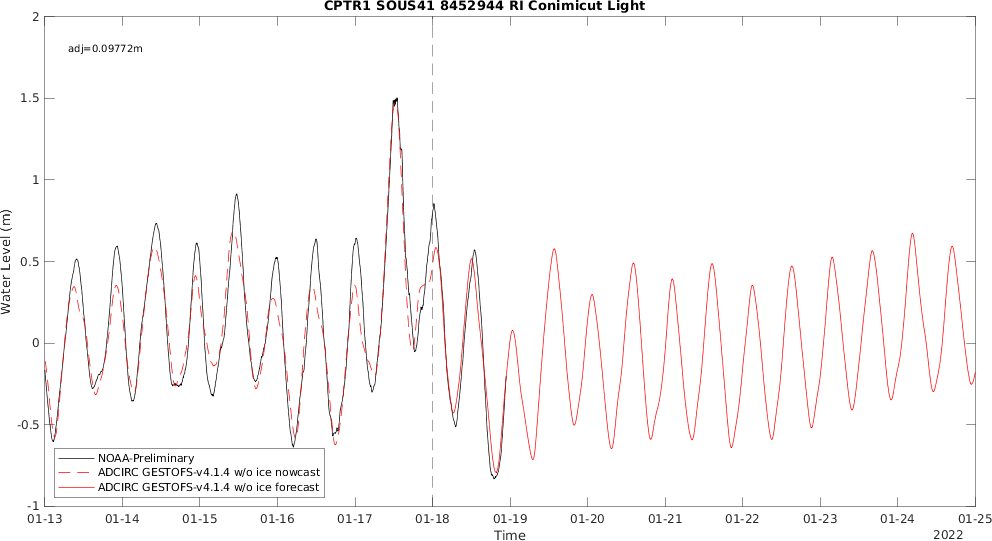 CPTR1 SOUS41 8452944 RI Conimicut Light
adj=0.09772m
2
1.5
1
0.5
0
-0.5
-1
Water Level (m)
NOAA-Preliminary
ADCIRC GESTOFS-v4.1.4 w/o ice nowcast
ADCIRC GESTOFS-v4.1.4 w/o ice forecast
01-13 01-14 01-15 01-16 01-17 01-18 01-19 01-20 01-21 01-22 01-23 01-24 01-25
Time
2022